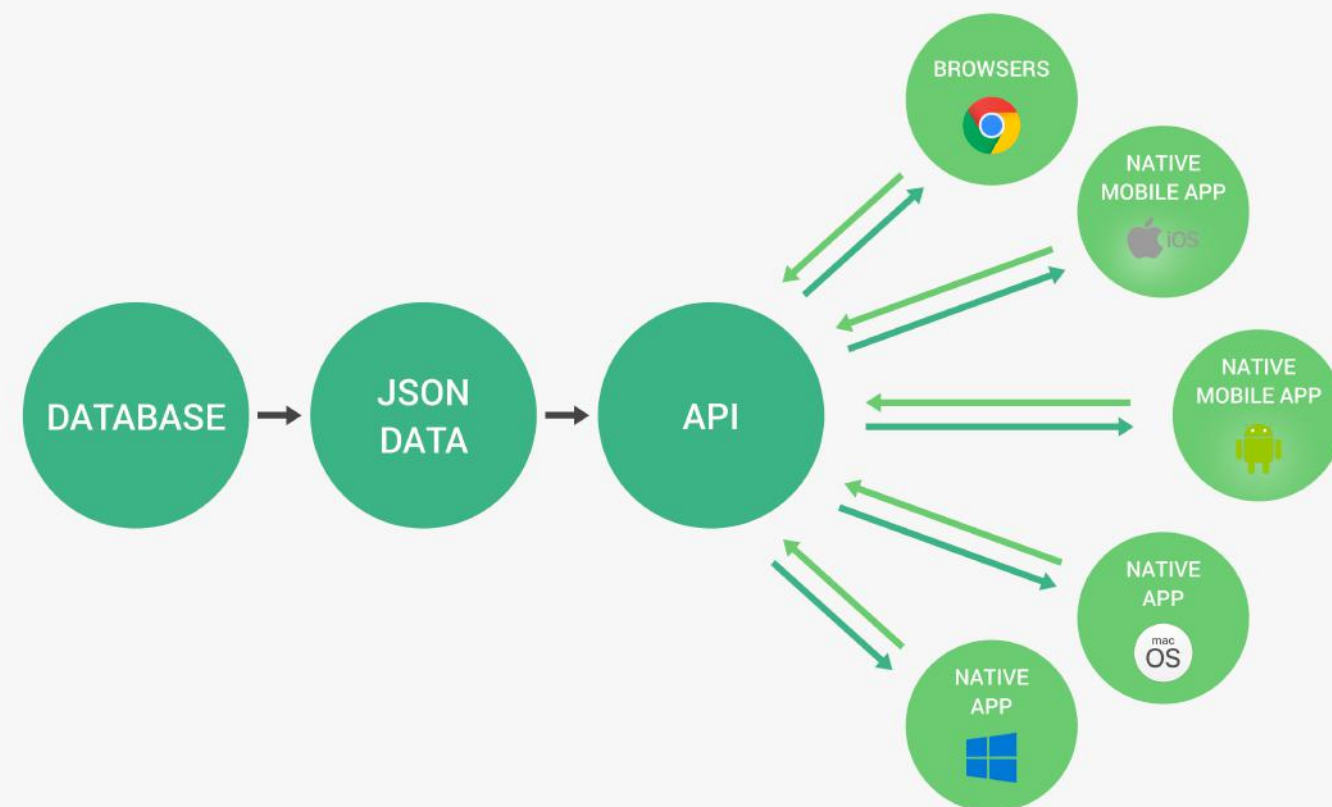 BROWSERS
NATIVE
MOBILE APP
iOS
NATIVE
MOBILE APP
DATABASE
JSON
DATA
API
NATIVE
APP
mac
OS
NATIVE
APP